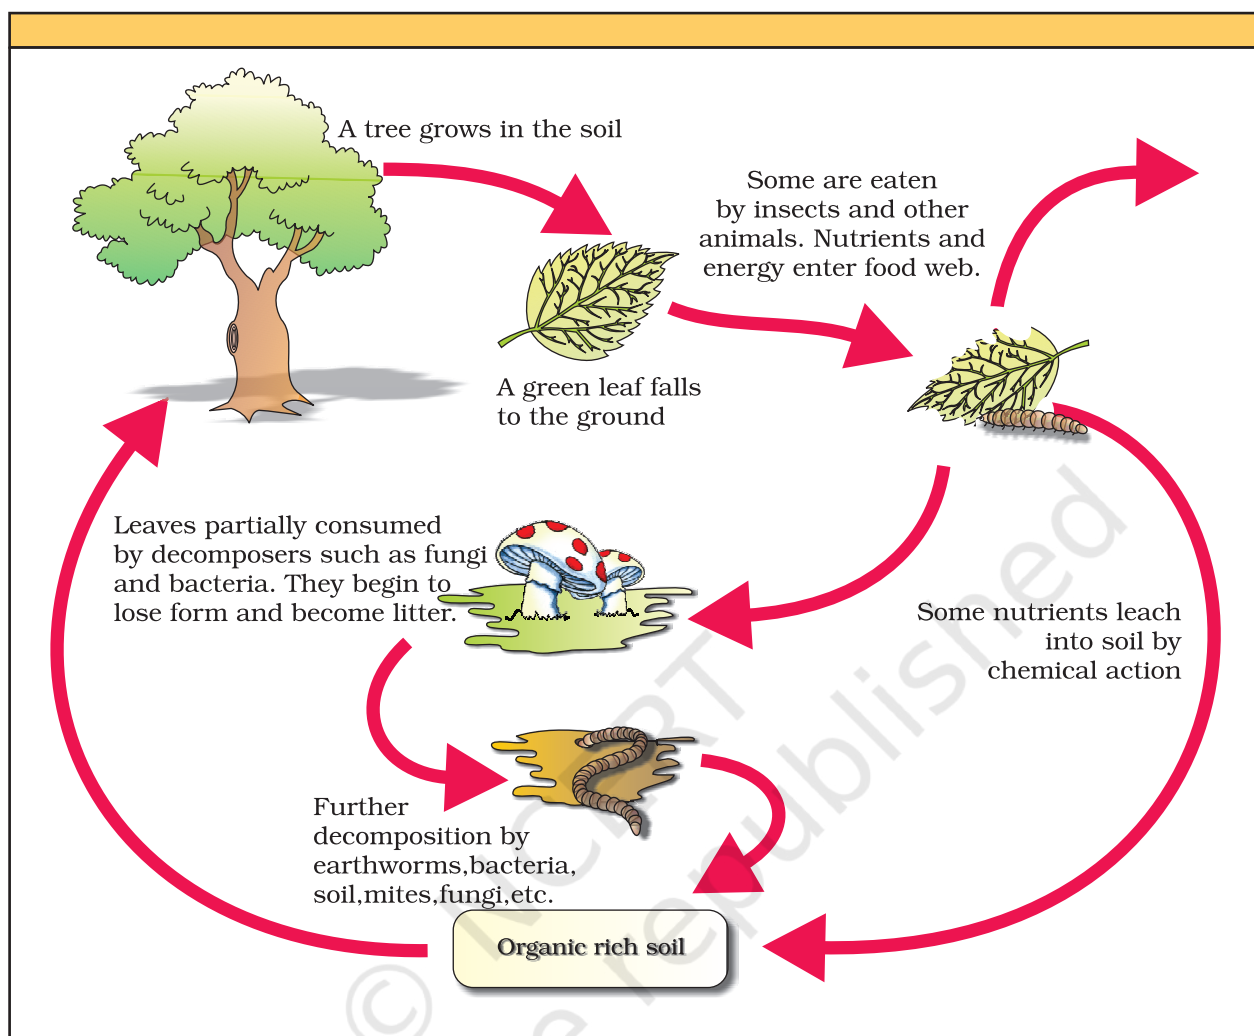 A tree grows in the soil
Some are eaten
by insects and other
animals. Nutrients and
energy enter food web.
A green leaf falls
to the ground
Leaves partially consumed
by decomposers such as fungi
and bacteria. They begin to
lose form and become litter.
Some nutrients leach
into soil by
chemical action
Further
decomposition by
earthworms,bacteria,
soil,mites,fungi,etc.
Organic rich soil
© NCERT
e republished